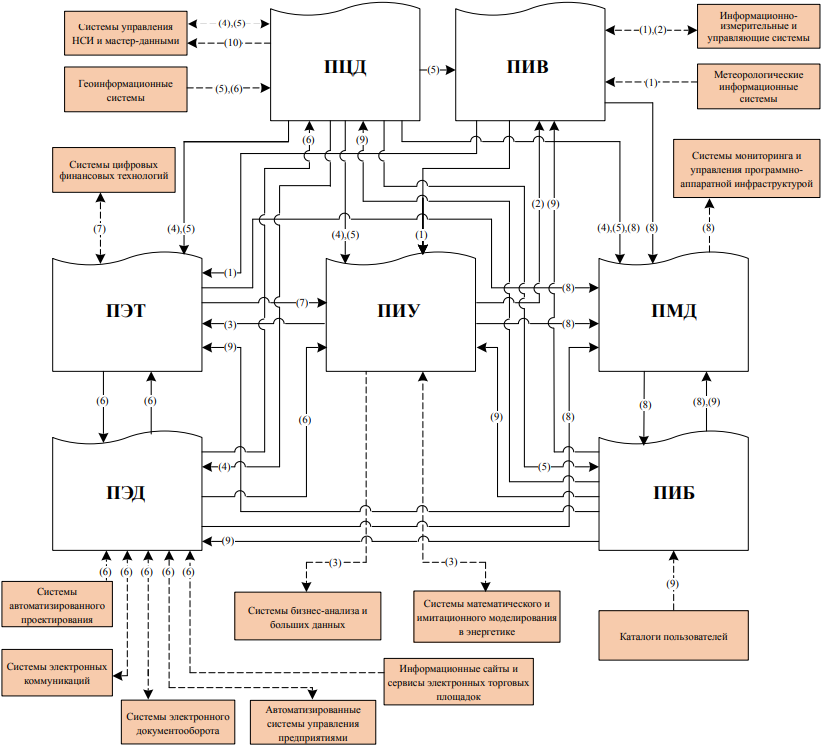 Системы управления
НСИ и мастер-данными
(4),(5)
(10)
ПЦД
(5)
ПИВ
(1),(2)
Информационно-
измерительные и
управляющие системы
Геоинформационные
системы
(5),(6)
(1)
Метеорологические
информационные
системы
(6)
(9)
Системы цифровых
финансовых технологий
Системы мониторинга и
управления программно-
аппаратной инфраструктурой
(2)
(9)
(7)
(4),(5)
(4),(5)
(1)
(4),(5),(8)
(8)
(8)
(1)
(8)
ПЭТ
(7)
ПИУ
ПМД
(3)
(8)
(9)
(6)
(6)
(6)
(9)
(8)
(8)
(8),(9)
(4)
(5)
ПЭД
ПИБ
(9)
(6)
(6)
(6)
(6)
(6)
(3)
(3)
(9)
Системы
автоматизированного
проектирования
Системы бизнес-анализа и
больших данных
Системы математического и
имитационного моделирования
в энергетике
Каталоги пользователей
Системы электронных
коммуникаций
Информационные сайты и
сервисы электронных торговых
площадок
Системы электронного
документооборота
Автоматизированные
системы управления
предприятиями